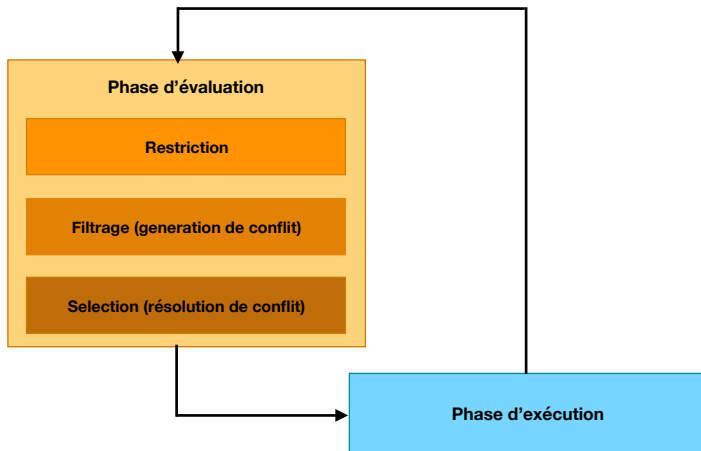 Phase d’évaluation
Restriction
Filtrage (generation de conflit)
Selection (résolution de conflit)
Phase d’exécution